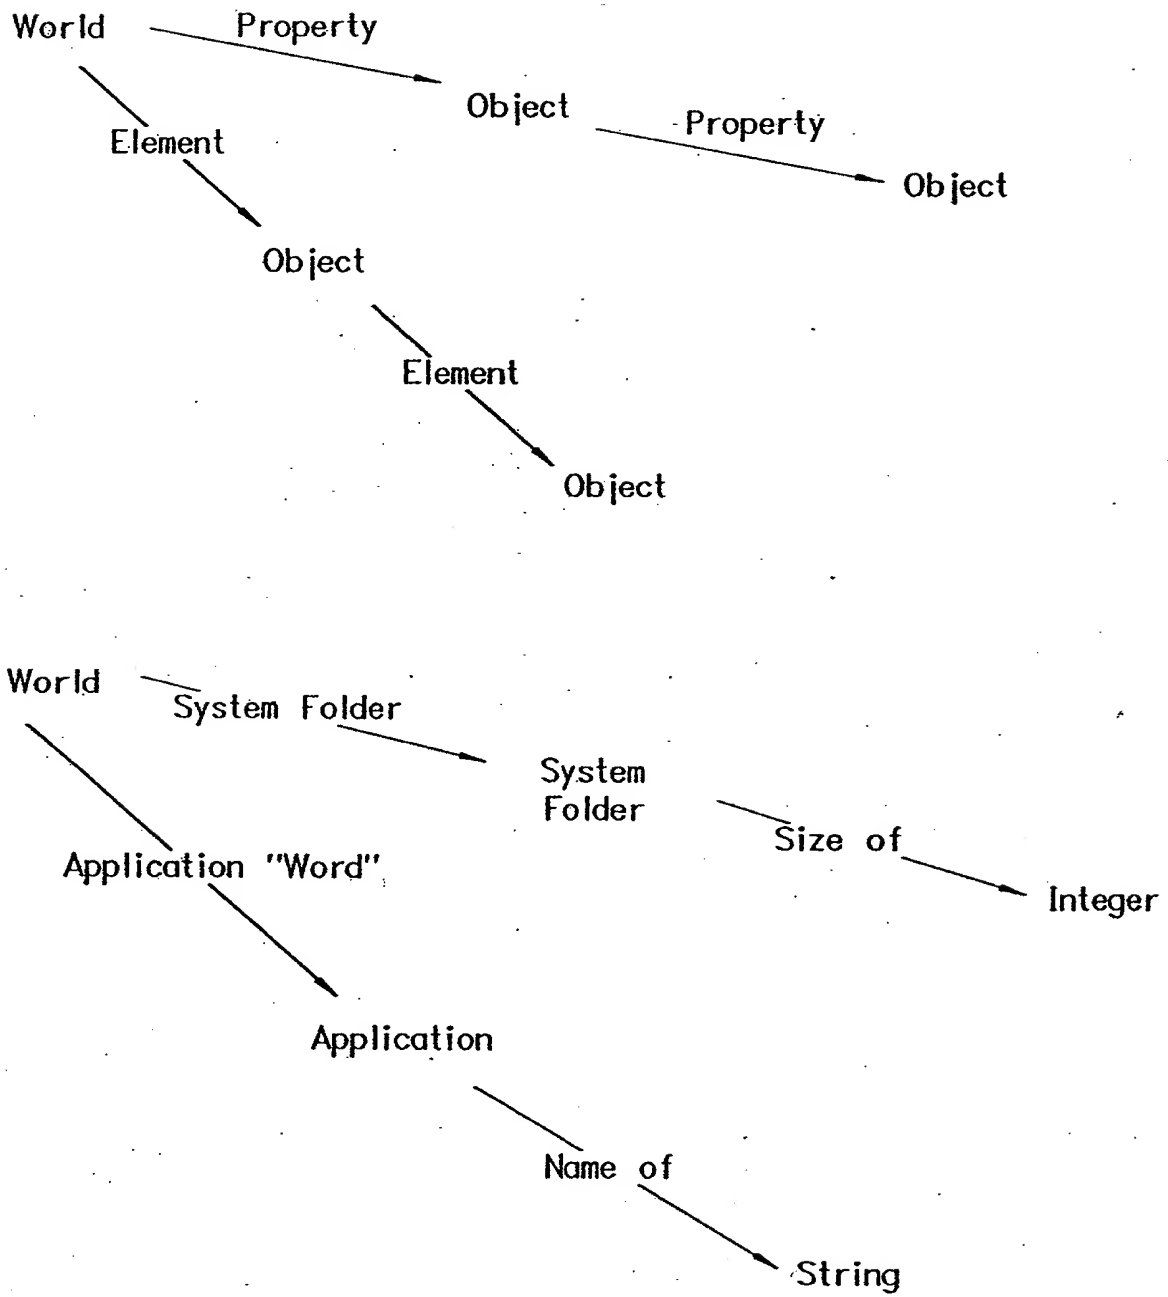 World
Property
Object
Property
Object
Element
Object
Element
Object
World
System Folder
System
Folder
Size of
Integer
Application "Word"
Application
Name of
String